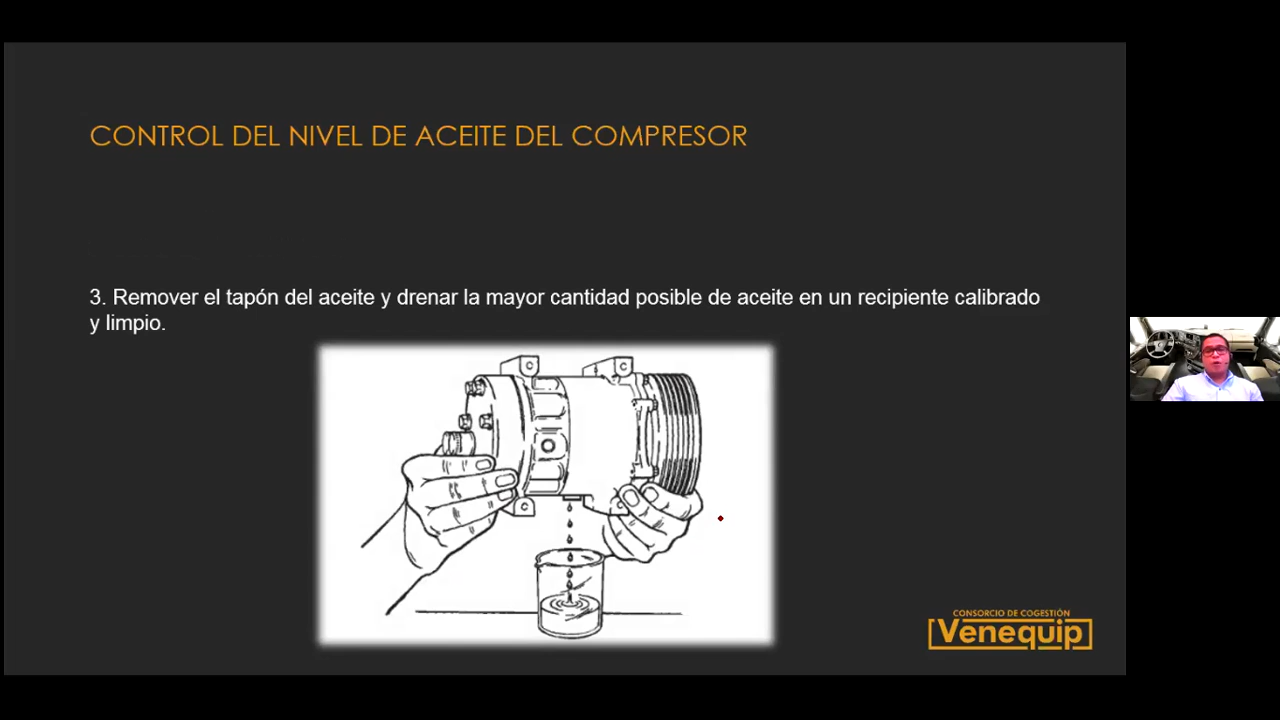 CONTROL DEL NIVEL DE ACEITE DEL COMPRESOR
3. Remover el tapón del aceite y drenar la mayor cantidad posible de aceite en un recipiente calibrado
y limpio.
CONSORCIO DE COGESTIÓN
Venequip